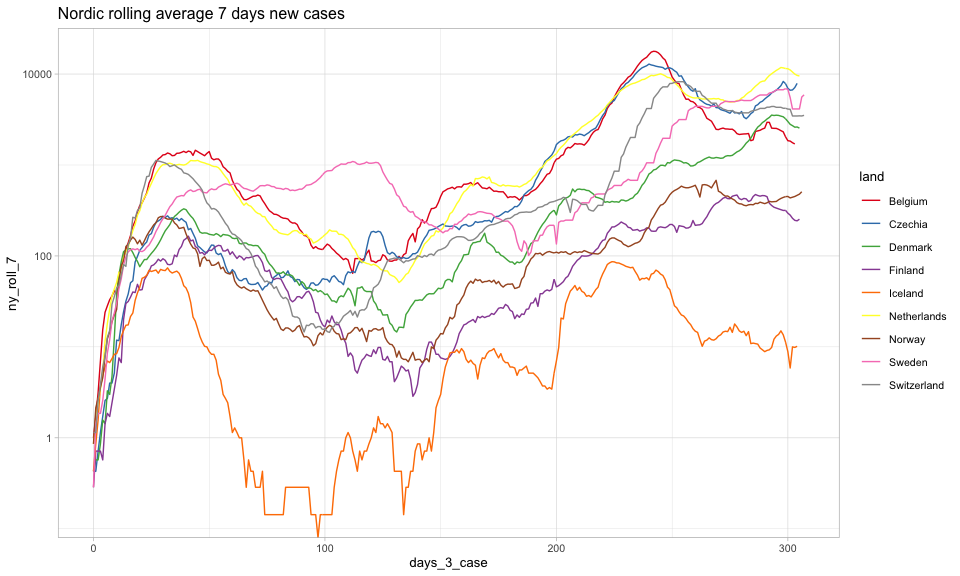 Nordic rolling average 7 days new cases
10000
100
1
ny_roll_7
0
100
200
300
days_3_case
land
Belgium
Czechia
Denmark
Finland
Iceland
Netherlands
Norway
Sweden
Switzerland